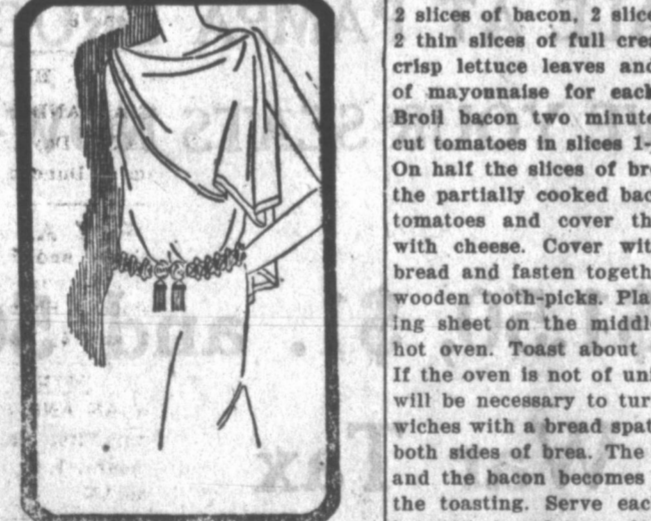 2 slices of bacon, 2 slice
2 thin slices of full crea
crisp lettuce leaves and
of mayonnaise for each
Broil bacon two minute
cut tomatoes in slices 1-
On half the slices of bre
the partially cooked bac
tomatoes and cover th
with cheese. Cover wit
bread and fasten togeth
wooden tooth-picks. Pla
ing sheet on the middl
hot oven. Toast about
If the oven is not of uni
will be necessary to tur
wiches with a bread spat
both sides of brea. The
and the bacon becomes
the toasting. Serve eac